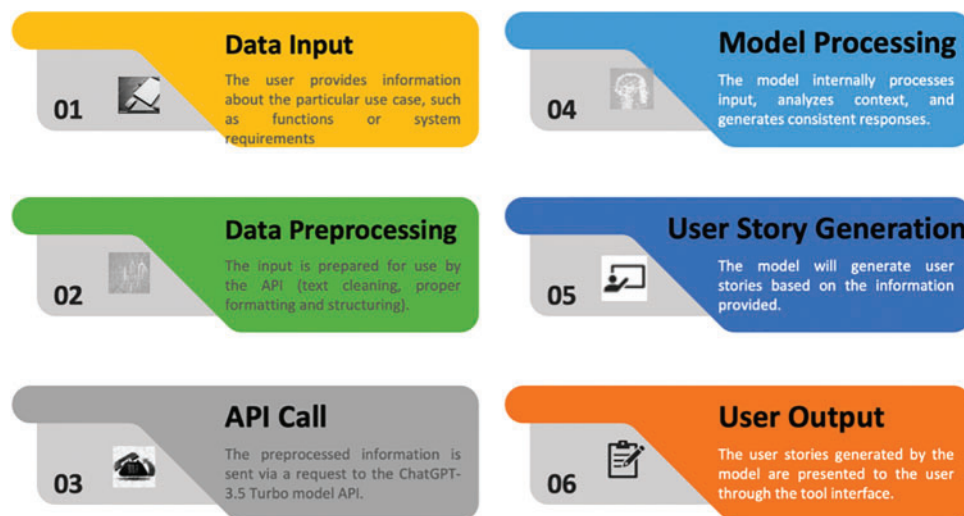 Data Input
The user provides information
about the particular use case, such
as functions or system
requirements
01
Data Preprocessing
The input is prepared for use by
the API (text cleaning, proper
formatting and structuring).
02
API Call
The preprocessed information is
sent via a request to the ChatGPT-
3.5 Turbo model API.
03
Model Processing
The model internally processes
input, analyzes context, and
generates consistent responses.
04
User Story Generation
The model will generate user
stories based on the information
provided.
05
User Output
The user stories generated by the
model are presented to the user
through the tool interface.
06